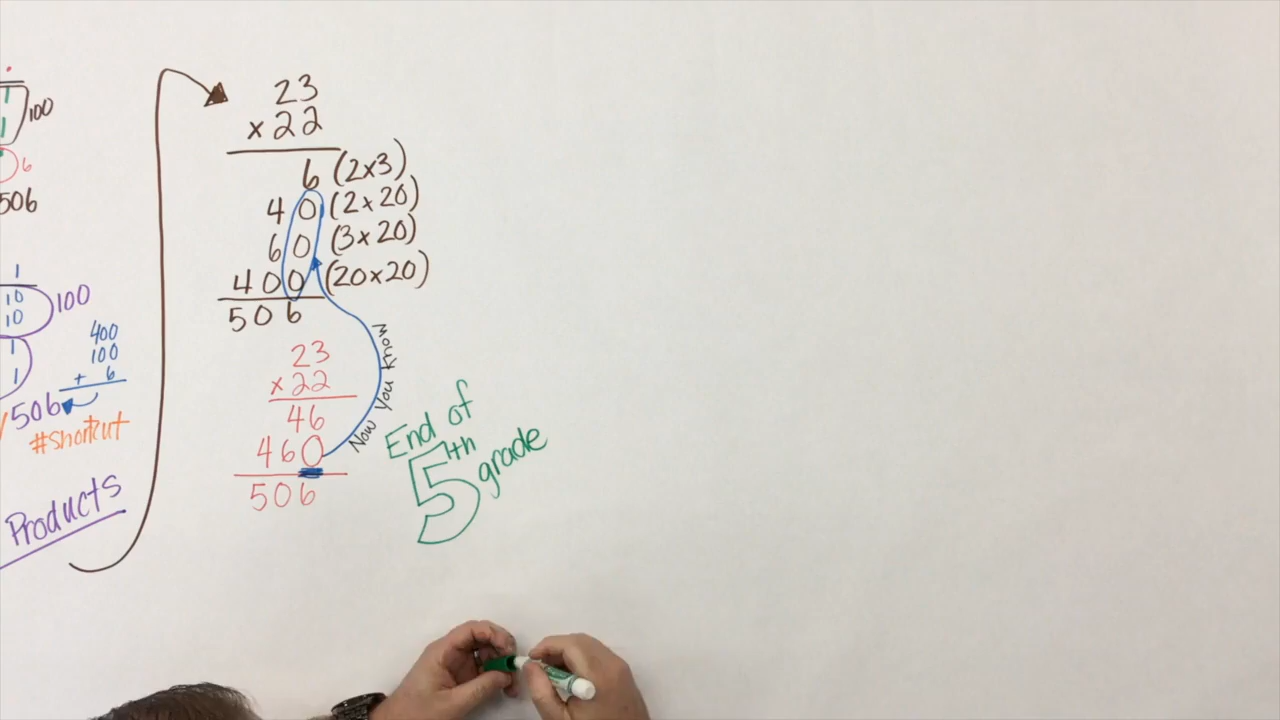 1
1
100
6
506
1
10
10
100
1
1
400
100
+ 6
506
#shortcut
Products
23
x 22
6 (2x3)
40 (2x20)
60 (3x20)
400 (20x20)
506
23
x 22
46
460
506
Now You Know
End of
5th grade